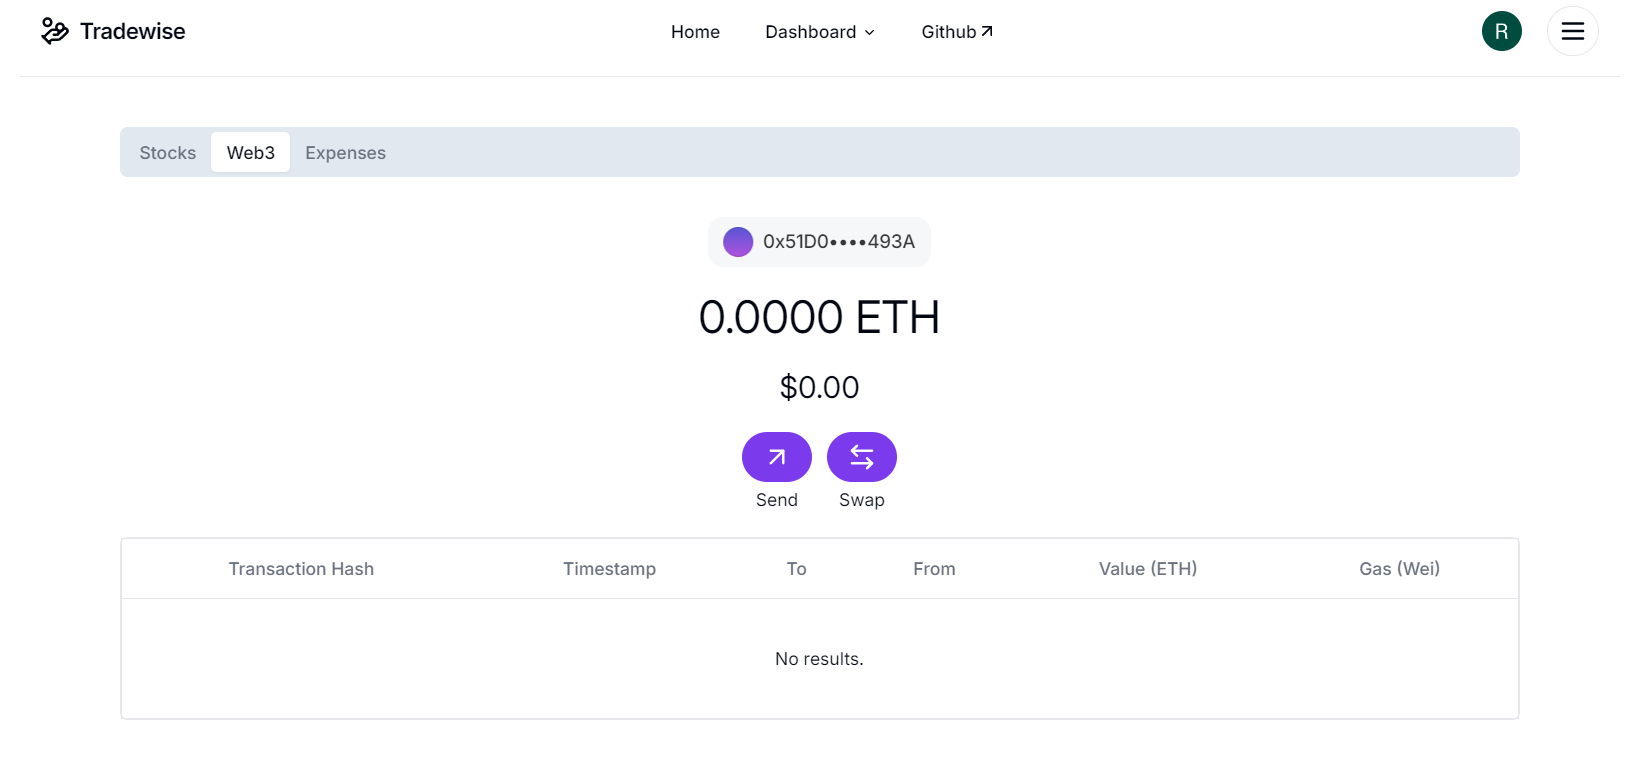 Tradewise
Home Dashboard Github
R
Stocks Web3 Expenses
0x51D0••••493A
0.0000 ETH
$0.00
Send Swap
Transaction Hash Timestamp To From Value (ETH) Gas (Wei)
No results.